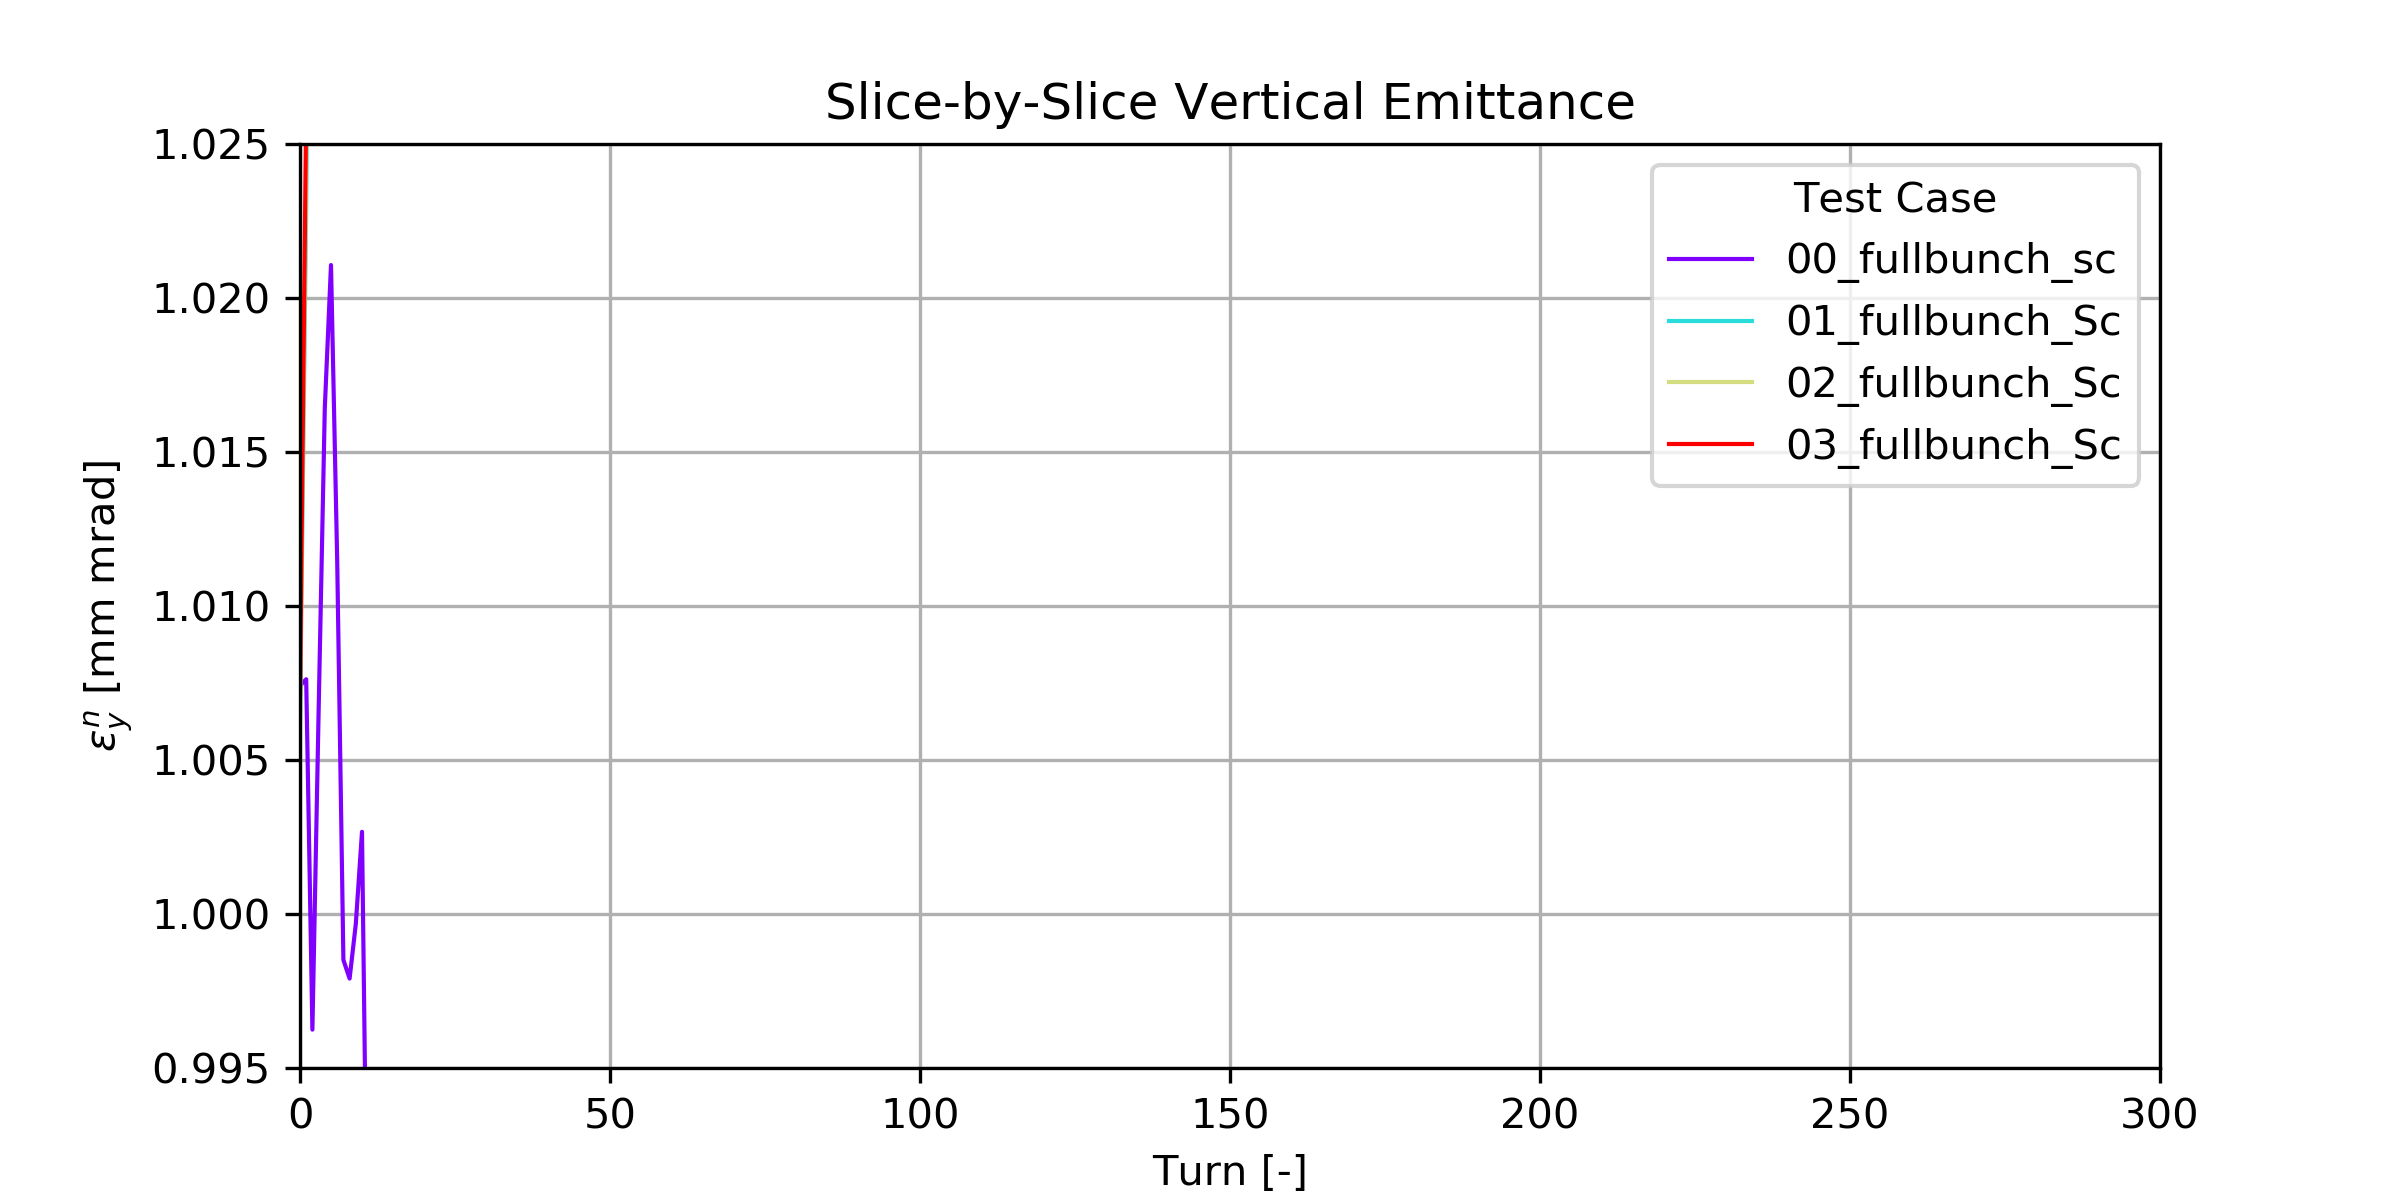 Slice-by-Slice Vertical Emittance
1.025
1.020
1.015
1.010
1.005
1.000
0.995
ε_y^n [mm mrad]
Test Case
00_fullbunch_sc
01_fullbunch_Sc
02_fullbunch_Sc
03_fullbunch_Sc
0 50 100 150 200 250 300
Turn [-]